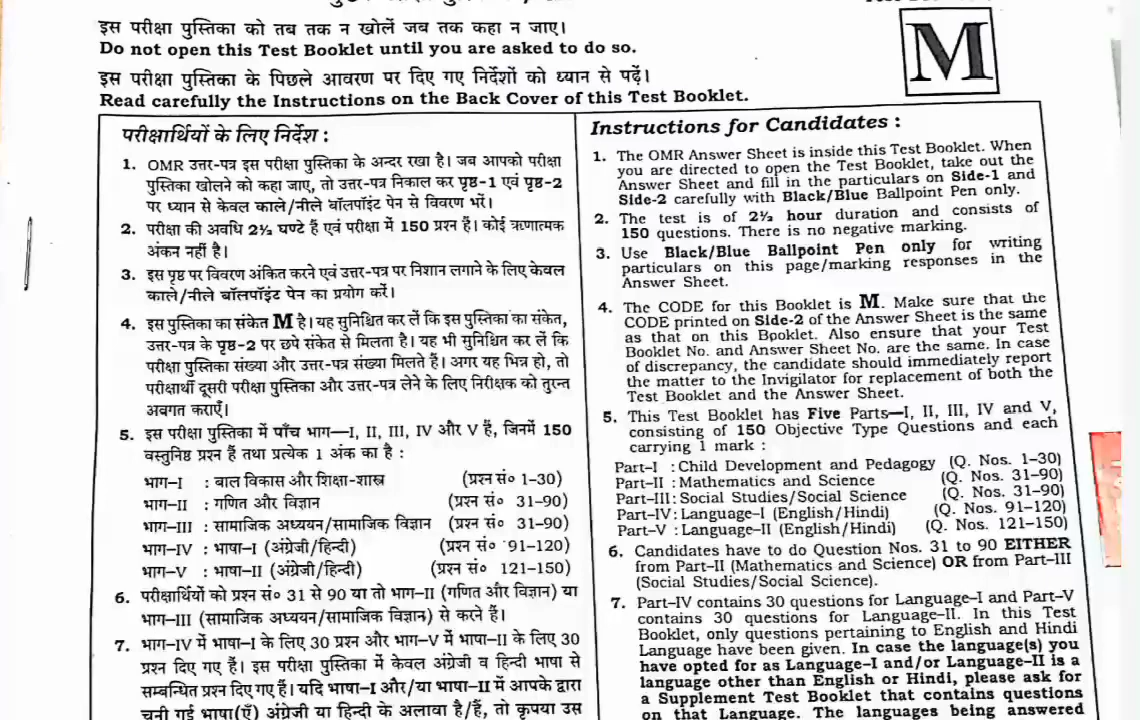 इस परीक्षा पुस्तिका को तब तक न खोलें जब तक कहा न जाए।
Do not open this Test Booklet until you are asked to do so.
इस परीक्षा पुस्तिका के पिछले आवरण पर दिए गए निर्देशों को ध्यान से पढ़ें।
Read carefully the Instructions on the Back Cover of this Test Booklet.
M
परीक्षार्थियों के लिए निर्देश :
1. OMR उत्तर-पत्र इस परीक्षा पुस्तिका के अन्दर रखा है। जब आपको परीक्षा
पुस्तिका खोलने को कहा जाए, तो उत्तर-पत्र निकाल कर पृष्ठ-1 एवं पृष्ठ-2
पर ध्यान से केवल काले/नीले बॉलपॉइंट पेन से विवरण भरें।
2. परीक्षा की अवधि 2½ घण्टे हैं एवं परीक्षा में 150 प्रश्न हैं। कोई ऋणात्मक
अंकन नहीं है।
3. इस पृष्ठ पर विवरण अंकित करने एवं उत्तर-पत्र पर निशान लगाने के लिए केवल
काले/नीले बॉलपॉइंट पेन का प्रयोग करें।
4. इस पुस्तिका का संकेत M है। यह सुनिश्चित कर लें कि इस पुस्तिका का संकेत,
उत्तर-पत्र के पृष्ठ-2 पर छपे संकेत से मिलता है। यह भी सुनिश्चित कर लें कि
परीक्षा पुस्तिका संख्या और उत्तर-पत्र संख्या मिलते हैं। अगर यह भिन्न हो, तो
परीक्षार्थी दूसरी परीक्षा पुस्तिका और उत्तर-पत्र लेने के लिए निरीक्षक को तुरन्त
अवगत कराएँ।
5. इस परीक्षा पुस्तिका में पाँच भाग—I, II, III, IV और V हैं, जिनमें 150
वस्तुनिष्ठ प्रश्न हैं तथा प्रत्येक 1 अंक का है :
भाग–I : बाल विकास और शिक्षा-शास्त्र (प्रश्न सं० 1–30)
भाग–II : गणित और विज्ञान (प्रश्न सं० 31–90)
भाग–III : सामाजिक अध्ययन/सामाजिक विज्ञान (प्रश्न सं० 31–90)
भाग–IV : भाषा–I (अंग्रेजी/हिन्दी) (प्रश्न सं० 91–120)
भाग–V : भाषा–II (अंग्रेजी/हिन्दी) (प्रश्न सं० 121–150)
6. परीक्षार्थियों को प्रश्न सं० 31 से 90 या तो भाग–II (गणित और विज्ञान) या
भाग–III (सामाजिक अध्ययन/सामाजिक विज्ञान) से करने हैं।
7. भाग–IV में भाषा–I के लिए 30 प्रश्न और भाग–V में भाषा–II के लिए 30
प्रश्न दिए गए हैं। इस परीक्षा पुस्तिका में केवल अंग्रेजी व हिन्दी भाषा से
सम्बन्धित प्रश्न दिए गए हैं। यदि भाषा–I और/या भाषा–II में आपके द्वारा
चुनी गई भाषा(एँ) अंग्रेजी या हिन्दी के अलावा है/हैं, तो कृपया उस
Instructions for Candidates :
1. The OMR Answer Sheet is inside this Test Booklet. When
you are directed to open the Test Booklet, take out the
Answer Sheet and fill in the particulars on Side-1 and
Side-2 carefully with Black/Blue Ballpoint Pen only.
2. The test is of 2½ hour duration and consists of
150 questions. There is no negative marking.
3. Use Black/Blue Ballpoint Pen only for writing
particulars on this page/marking responses in the
Answer Sheet.
4. The CODE for this Booklet is M. Make sure that the
CODE printed on Side-2 of the Answer Sheet is the same
as that on this Booklet. Also ensure that your Test
Booklet No. and Answer Sheet No. are the same. In case
of discrepancy, the candidate should immediately report
the matter to the Invigilator for replacement of both the
Test Booklet and the Answer Sheet.
5. This Test Booklet has Five Parts—I, II, III, IV and V,
consisting of 150 Objective Type Questions and each
carrying 1 mark :
Part–I : Child Development and Pedagogy (Q. Nos. 1–30)
Part–II : Mathematics and Science (Q. Nos. 31–90)
Part–III: Social Studies/Social Science (Q. Nos. 31–90)
Part–IV: Language–I (English/Hindi) (Q. Nos. 91–120)
Part–V : Language–II (English/Hindi) (Q. Nos. 121–150)
6. Candidates have to do Question Nos. 31 to 90 EITHER
from Part–II (Mathematics and Science) OR from Part–III
(Social Studies/Social Science).
7. Part–IV contains 30 questions for Language–I and Part–V
contains 30 questions for Language–II. In this Test
Booklet, only questions pertaining to English and Hindi
Language have been given. In case the language(s) you
have opted for as Language–I and/or Language–II is a
language other than English or Hindi, please ask for
a Supplement Test Booklet that contains questions
on that Language. The languages being answered